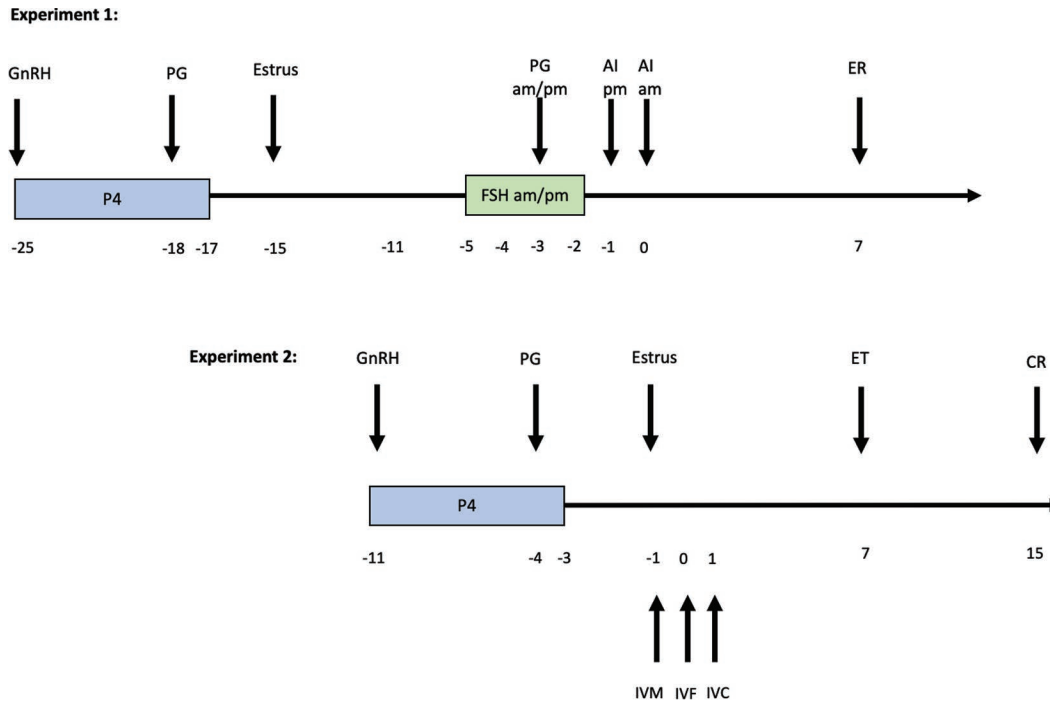 Experiment 1:
GnRH PG Estrus PG am/pm AI pm AI am ER
P4 FSH am/pm
-25 -18 -17 -15 -11 -5 -4 -3 -2 -1 0 7
Experiment 2: GnRH PG Estrus ET CR
P4
-11 -4 -3 -1 0 1 7 15
IVM IVF IVC